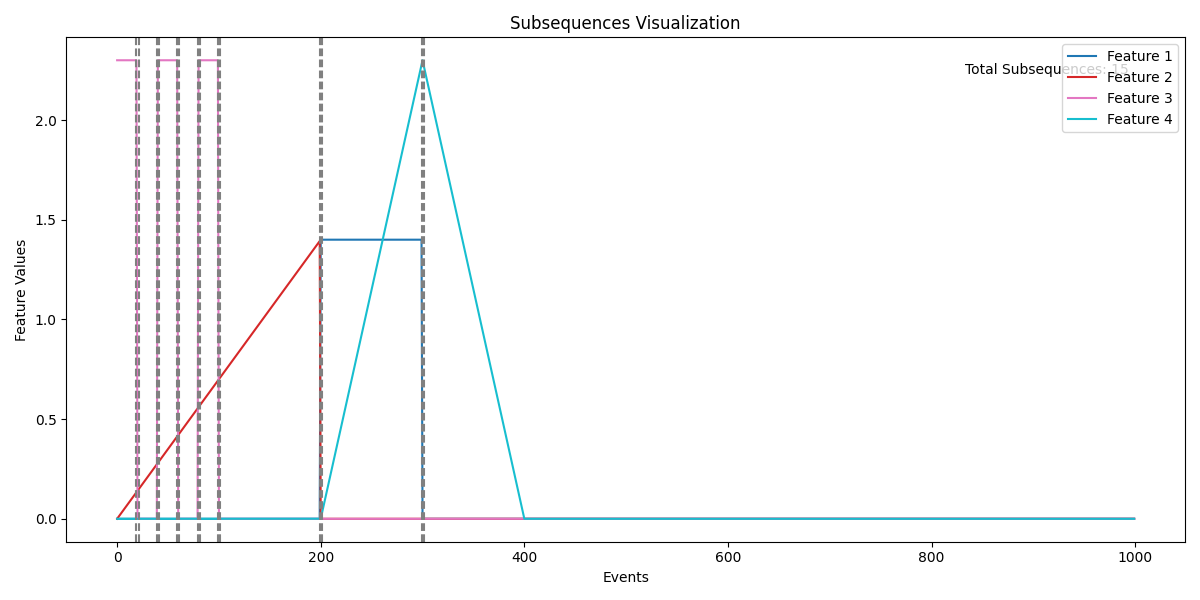 Subsequences Visualization
Total Subsequences: 15
Feature 1
Feature 2
Feature 3
Feature 4
Feature Values
2.0
1.5
1.0
0.5
0.0
0
200
400
600
800
1000
Events